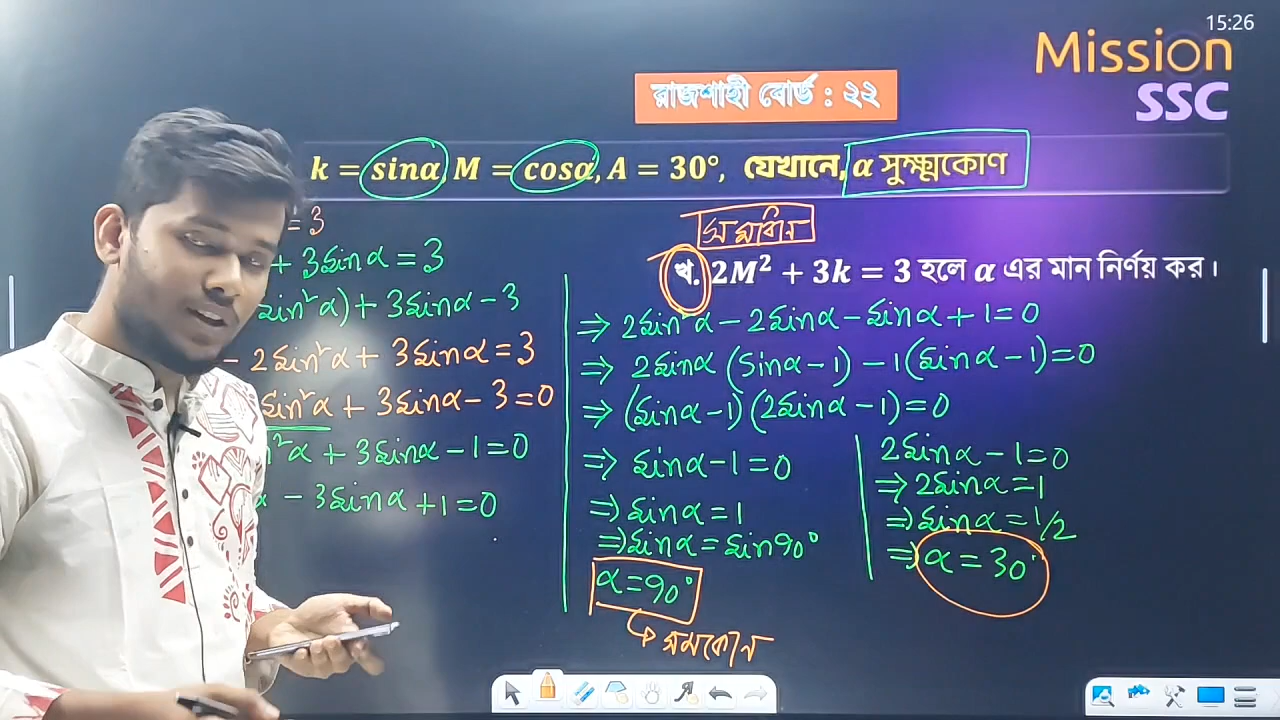 15:26
Mission
SSC
রাজশাহী বোর্ড : ২২
k = sinα, M = cosα, A = 30°, যেখানে, α সুক্ষ্মকোণ
সমাধান
খ. 2M² + 3k = 3 হলে α এর মান নির্ণয় কর।
= 3
+ 3sinα = 3
sin²α) + 3sinα - 3
- 2sin²α + 3sinα = 3
sin²α + 3sinα - 3 = 0
n²α + 3sinα - 1 = 0
α - 3sinα + 1 = 0
⇒ 2sin²α - 2sinα - sinα + 1 = 0
⇒ 2sinα (sinα - 1) - 1(sinα - 1) = 0
⇒ (sinα - 1) (2sinα - 1) = 0
⇒ sinα - 1 = 0
⇒ sinα = 1
⇒ sinα = sin90°
α = 90°
সমকোন
2sinα - 1 = 0
⇒ 2sinα = 1
⇒ sinα = 1/2
⇒ α = 30°